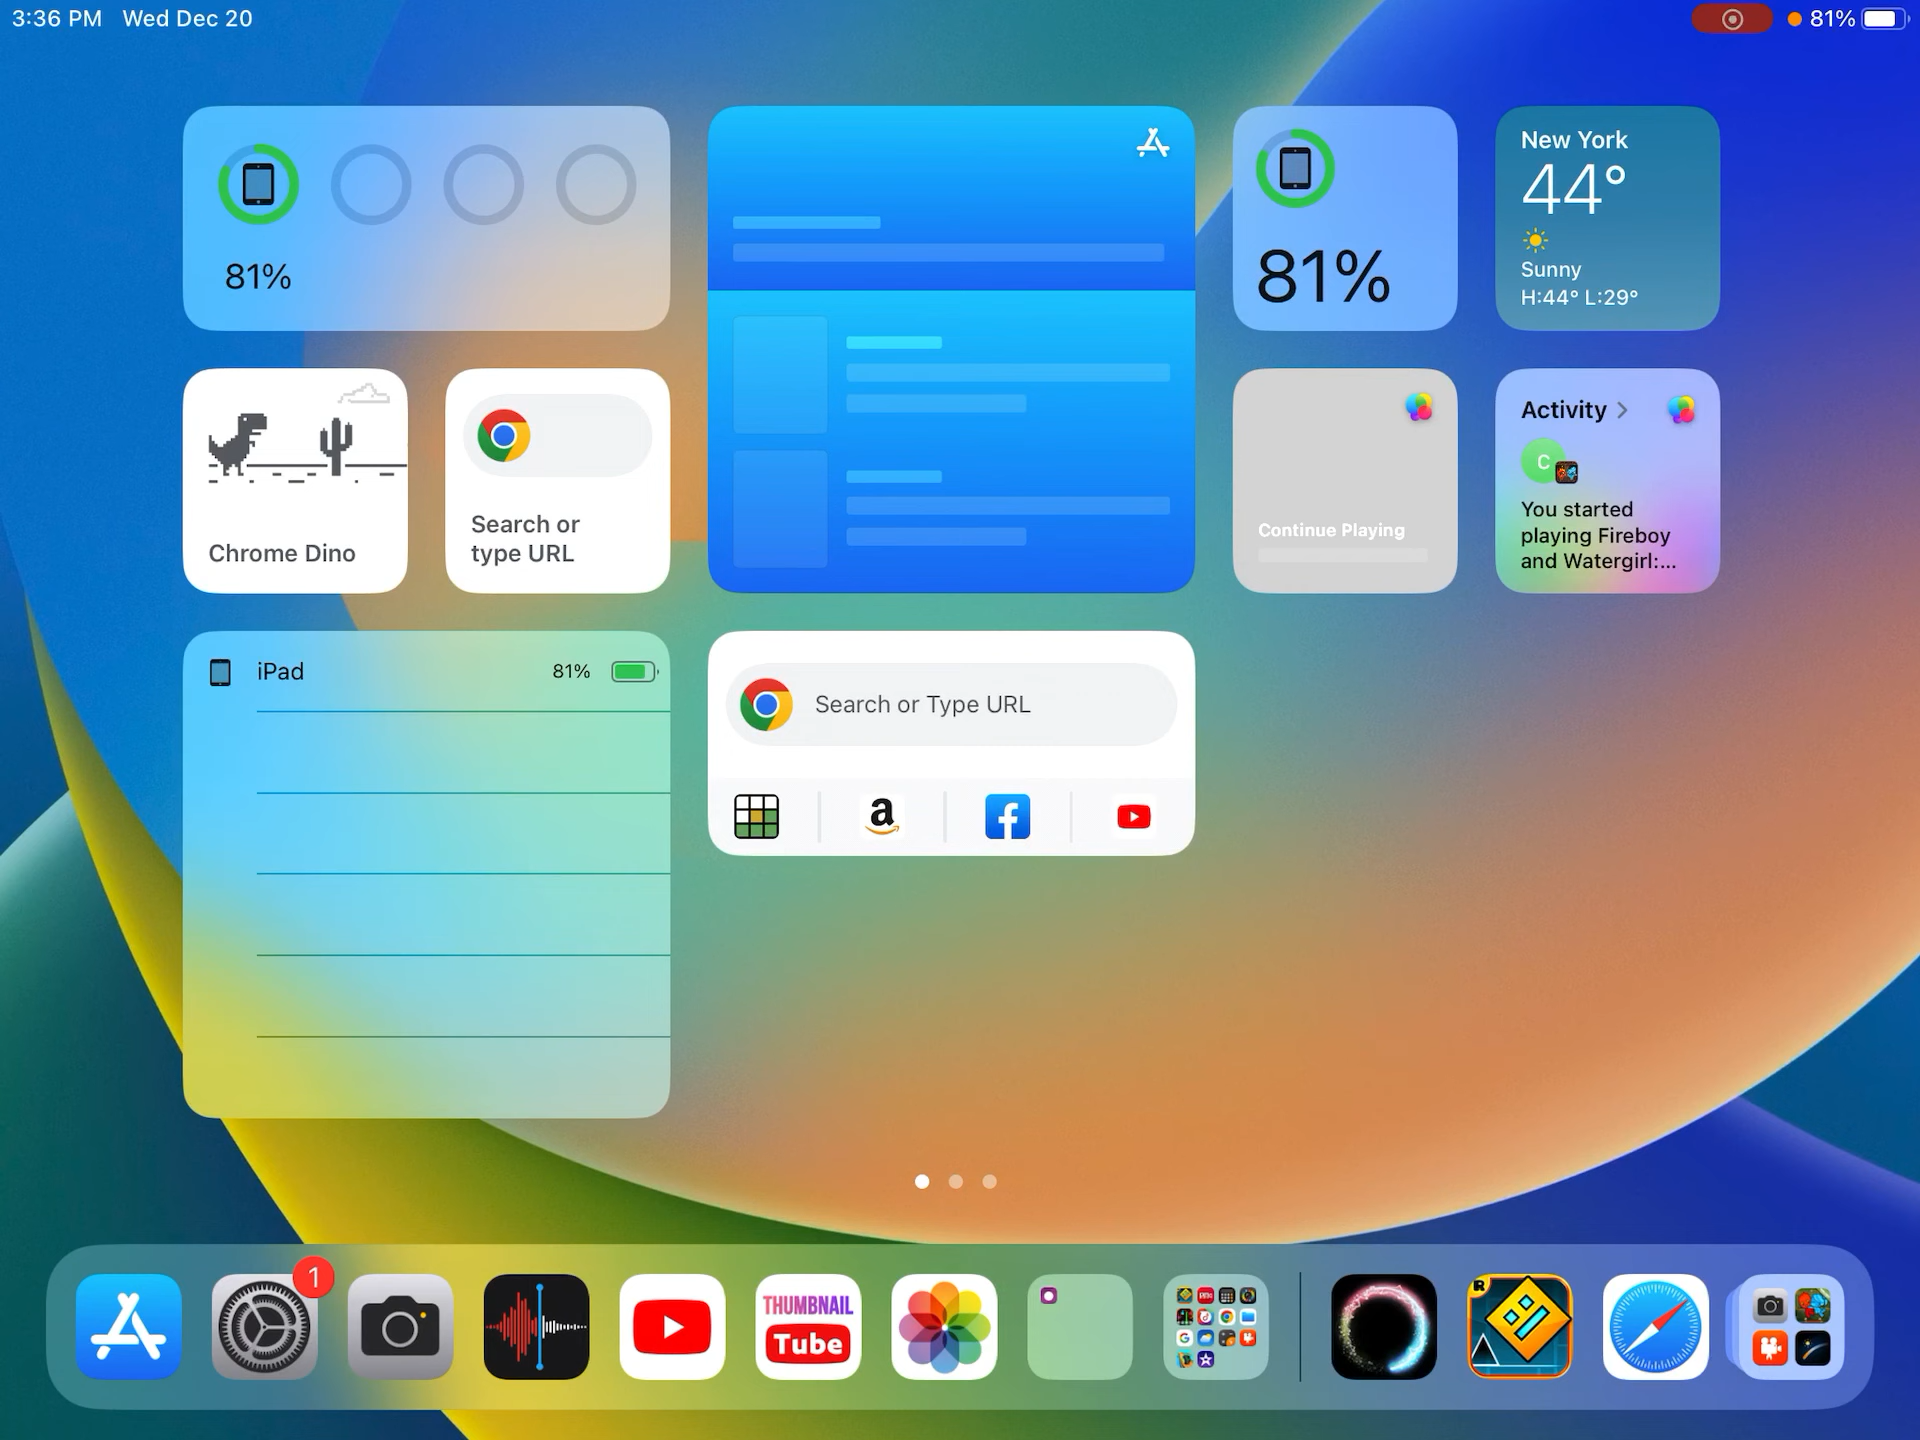 3:36 PM Wed Dec 20
81%
81%
81%
New York
44°
Sunny
H:44° L:29°
Chrome Dino
Search or
type URL
Continue Playing
Activity
C
You started
playing Fireboy
and Watergirl:...
iPad 81%
Search or Type URL
1
THUMBNAIL
Tube